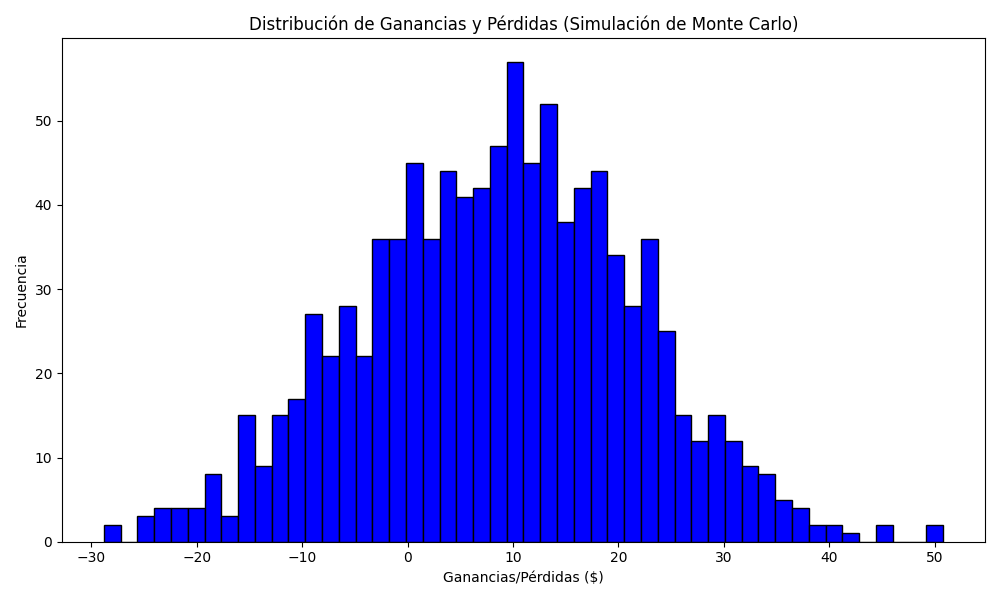 Distribución de Ganancias y Pérdidas (Simulación de Monte Carlo)
Frecuencia
50
40
30
20
10
0
−30 −20 −10 0 10 20 30 40 50
Ganancias/Pérdidas ($)